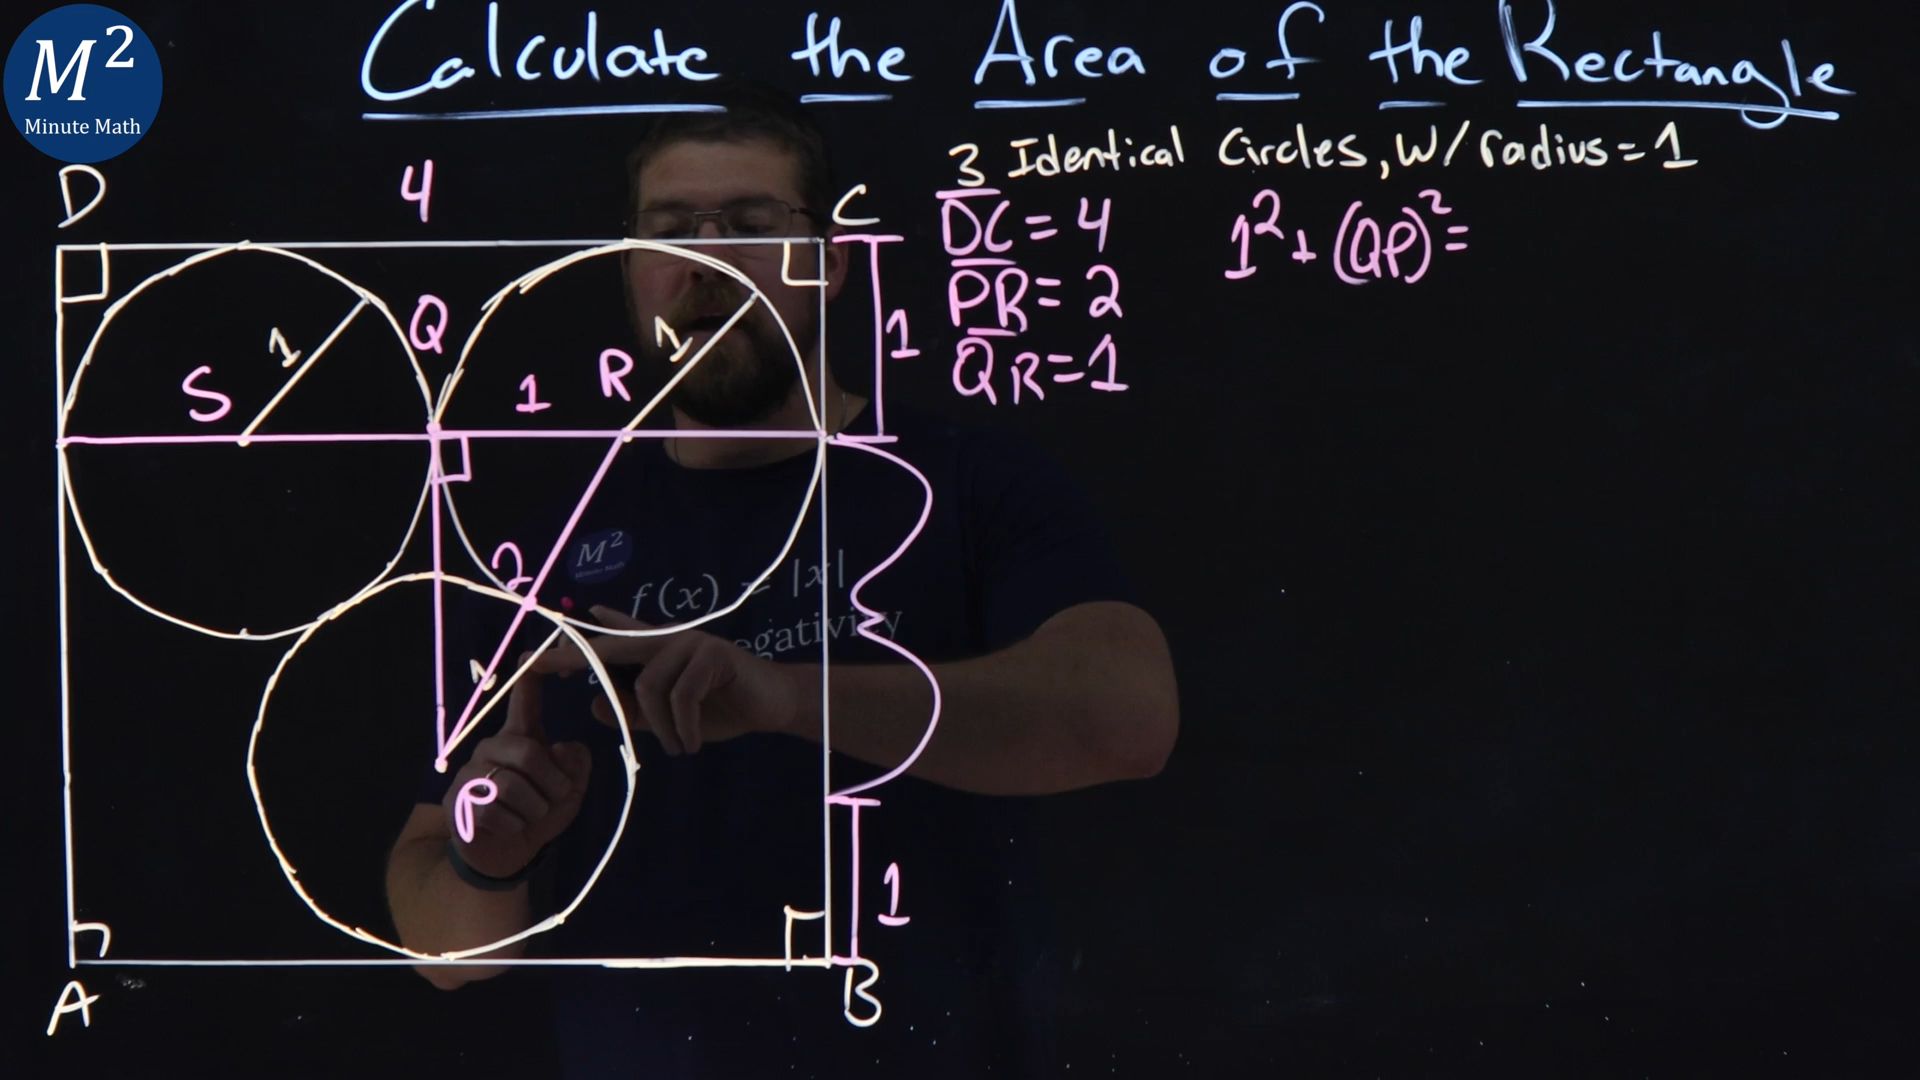 M²
Minute Math
Calculate the Area of the Rectangle
3 Identical Circles, W/ radius = 1
D
4
C
DC = 4
1² + (QP)² =
PR = 2
QR = 1
1
Q
1
1
S
1
R
2
M²
Minute Math
f(x) = |x|
egativity
1
P
1
A
B